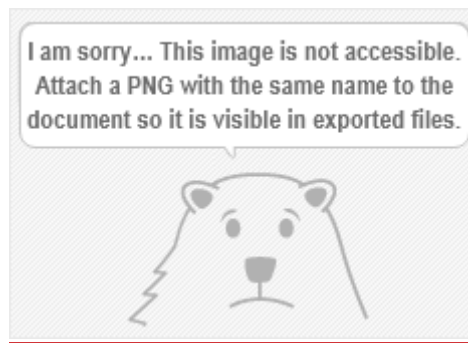 I am sorry... This image is not accessible.
Attach a PNG with the same name to the
document so it is visible in exported files.